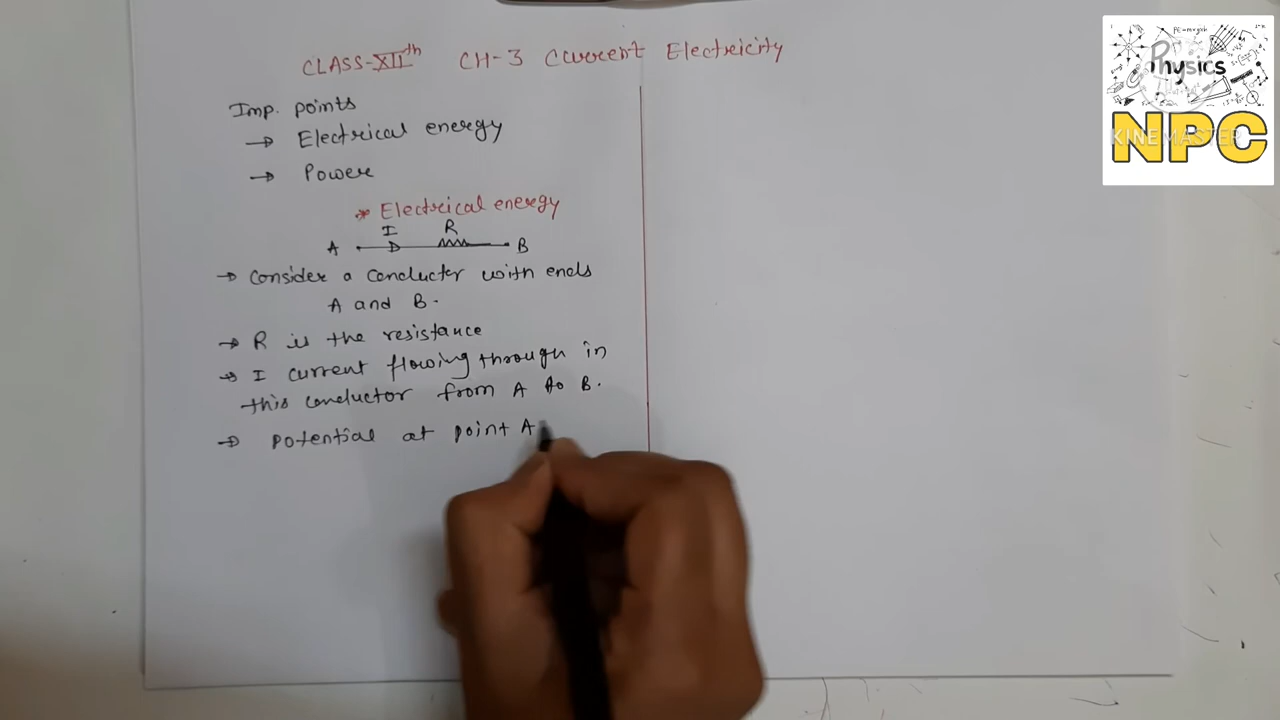 CLASS-XIIth CH-3 Current Electricity
Imp. points
→ Electrical energy
→ Power
* Electrical energy
I R
A B
→ Consider a conductor with ends
A and B.
→ R is the resistance
→ I current flowing through in
this conductor from A to B.
→ Potential at point A
Physics
NPC
KINEMASTER